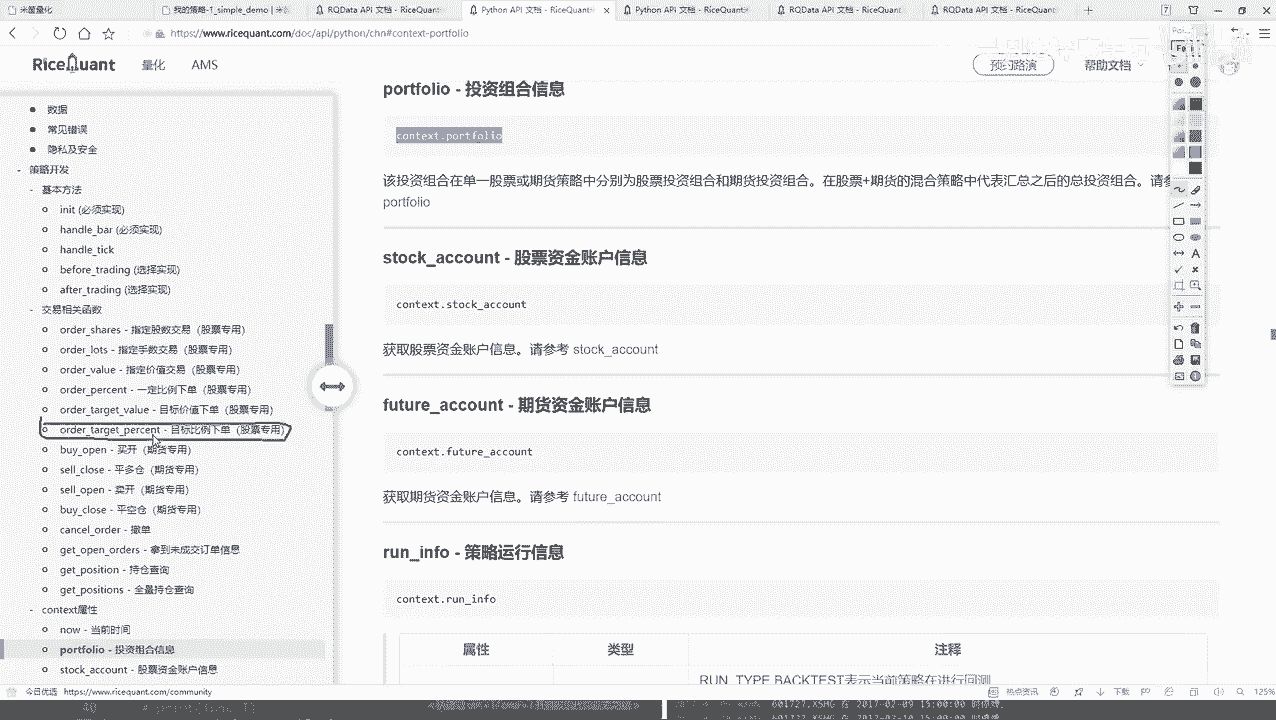 米筐量化
我的策略-1_simple_demo | 米
RQData API 文档 - RiceQuant
Python API 文档 - RiceQuant
Python API 文档 - RiceQuant
RQData API 文档 - RiceQuant
RQData API 文档 - RiceQuant
https://www.ricequant.com/doc/api/python/chn#context-portfolio
RiceQuant 量化 AMS
预习路演 帮助文档
数据
常见错误
隐私及安全
- 策略开发
- 基本方法
init (必须实现)
handle_bar (必须实现)
handle_tick
before_trading (选择实现)
after_trading (选择实现)
- 交易相关函数
order_shares - 指定股数交易（股票专用）
order_lots - 指定手数交易（股票专用）
order_value - 指定价值交易（股票专用）
order_percent - 一定比例下单（股票专用）
order_target_value - 目标价值下单（股票专用）
order_target_percent - 目标比例下单（股票专用）
buy_open - 买开（期货专用）
sell_close - 平多仓（期货专用）
sell_open - 卖开（期货专用）
buy_close - 平空仓（期货专用）
cancel_order - 撤单
get_open_orders - 拿到未成交订单信息
get_position - 持仓查询
get_positions - 全量持仓查询
- context属性
now - 当前时间
portfolio - 投资组合信息
stock_account - 股票资金账户信息
portfolio - 投资组合信息
context.portfolio
该投资组合在单一股票或期货策略中分别为股票投资组合和期货投资组合。在股票+期货的混合策略中代表汇总之后的总投资组合。请参
portfolio
stock_account - 股票资金账户信息
context.stock_account
获取股票资金账户信息。请参考 stock_account
future_account - 期货资金账户信息
context.future_account
获取期货资金账户信息。请参考 future_account
run_info - 策略运行信息
context.run_info
属性 类型 注释
RUN_TYPE.BACKTEST表示当前策略在进行回测
今日优选 https://www.ricequant.com/community
热点资讯 下载 125%